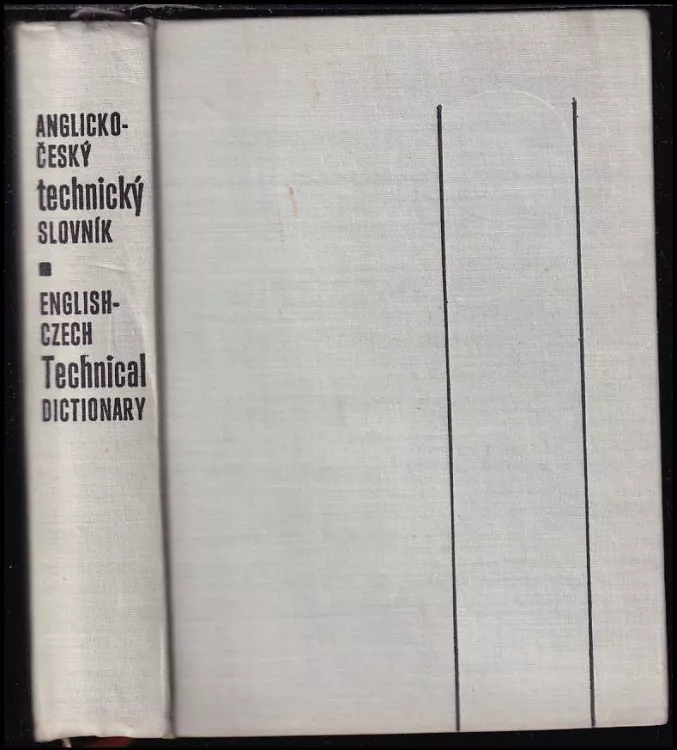 ANGLICKO-
ČESKÝ
technický
SLOVNÍK
ENGLISH-
CZECH
Technical
DICTIONARY